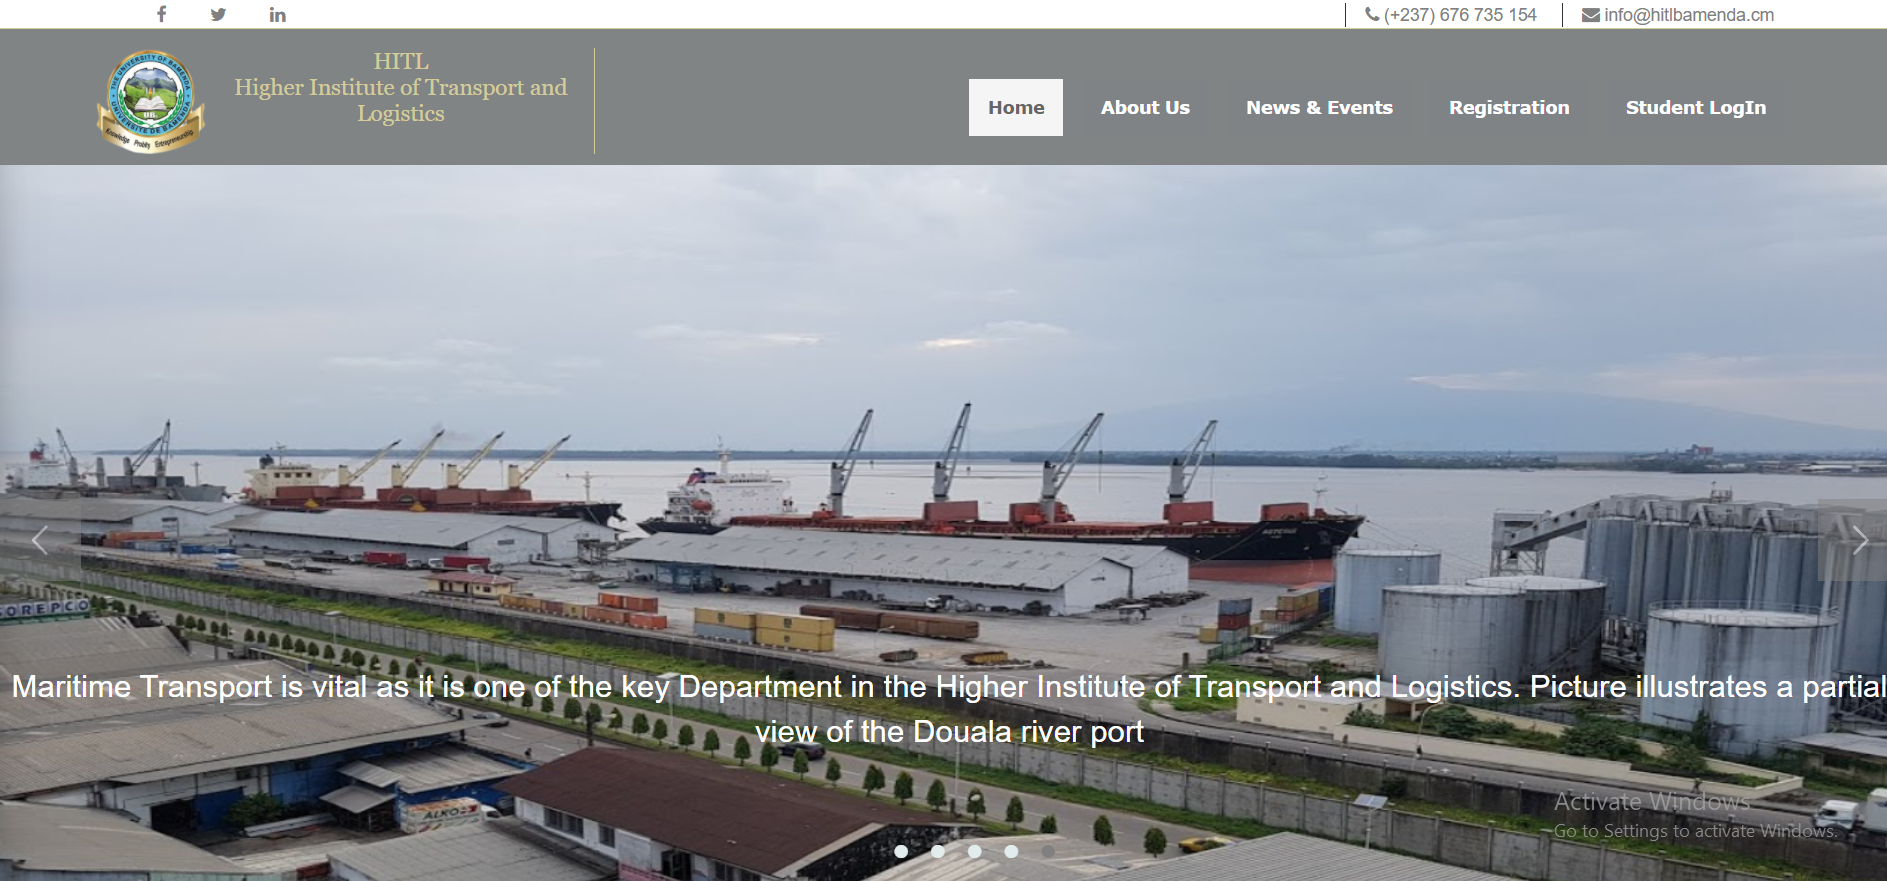 (+237) 676 735 154
info@hitlbamenda.cm
THE UNIVERSITY OF BAMENDA
UNIVERSITE DE BAMENDA
Knowledge Probity Entrepreneurship
HITL
Higher Institute of Transport and
Logistics
Home
About Us
News & Events
Registration
Student LogIn
OREPCO
ALKO
Maritime Transport is vital as it is one of the key Department in the Higher Institute of Transport and Logistics. Picture illustrates a partial
view of the Douala river port
Activate Windows
Go to Settings to activate Windows.